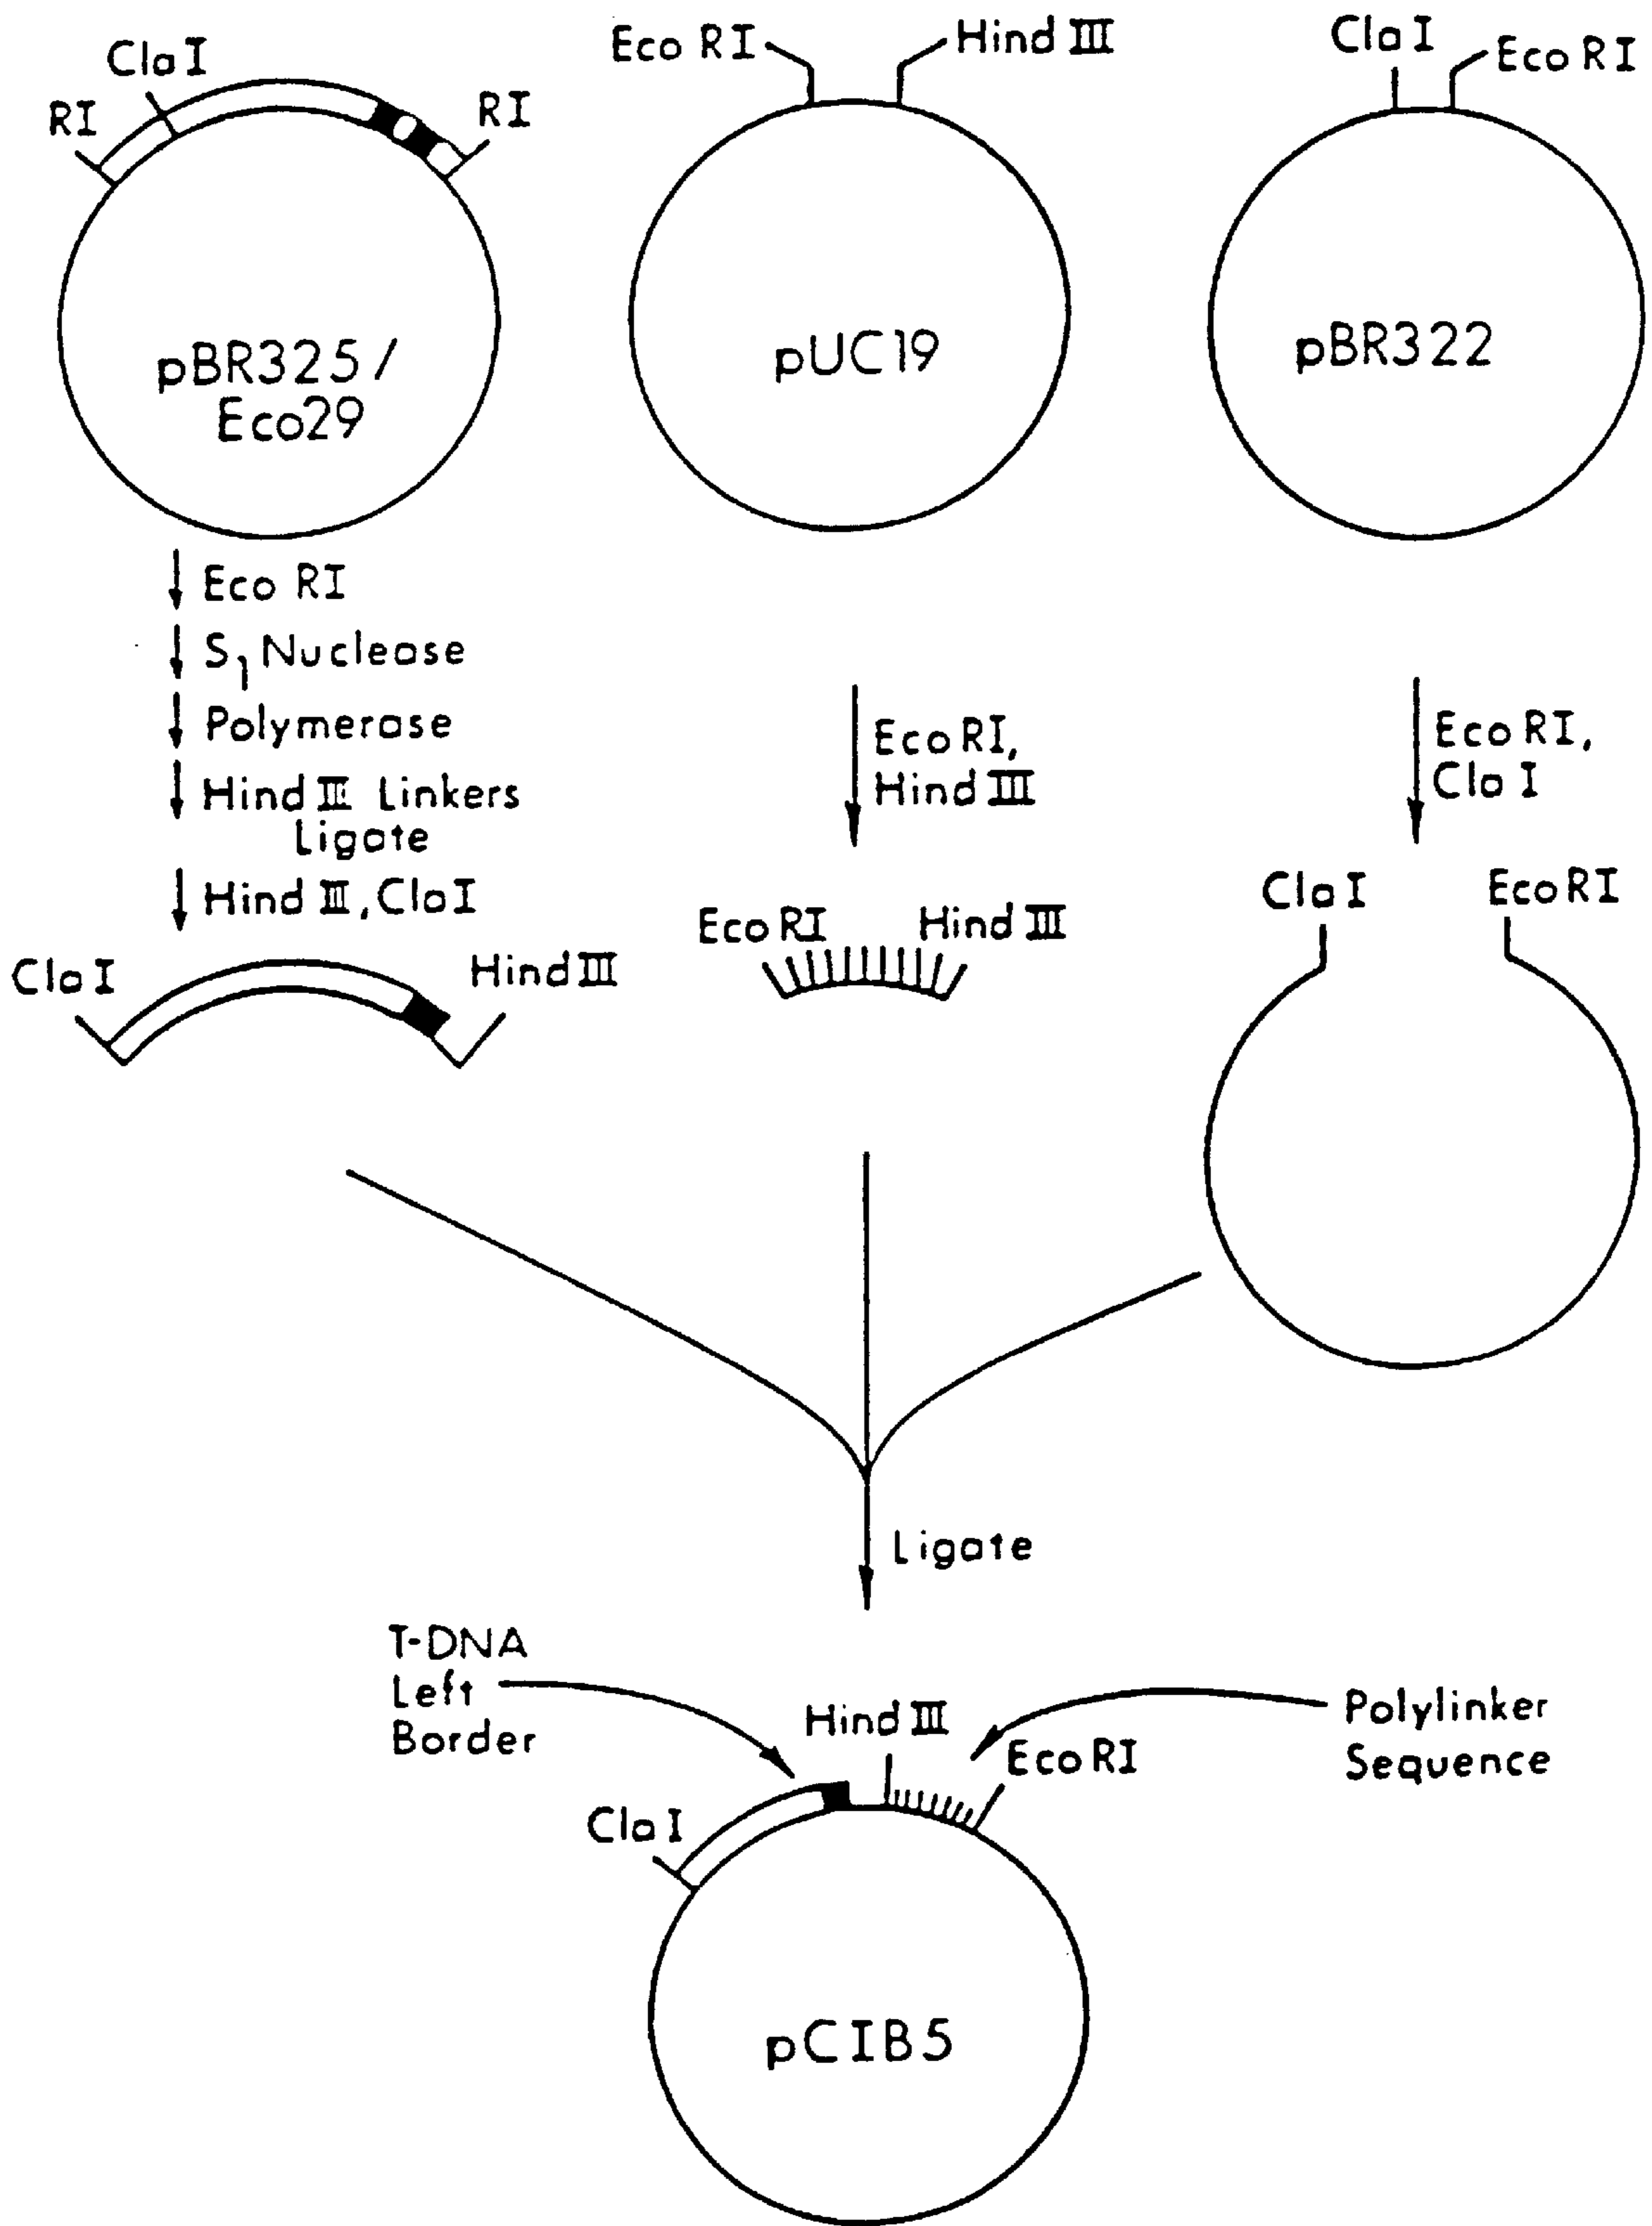 Cla I
RI
RI
pBR325/
Eco29
Eco RI
Hind III
pUC19
Cla I
Eco RI
pBR322
Eco RI
S1 Nuclease
Polymerase
Hind III Linkers
Ligate
Hind III, Cla I
Cla I
Hind III
Eco RI,
Hind III
Eco RI
Hind III
Eco RI,
Cla I
Cla I
Eco RI
Ligate
T-DNA
Left
Border
Hind III
Eco RI
Polylinker
Sequence
Cla I
pCIB5